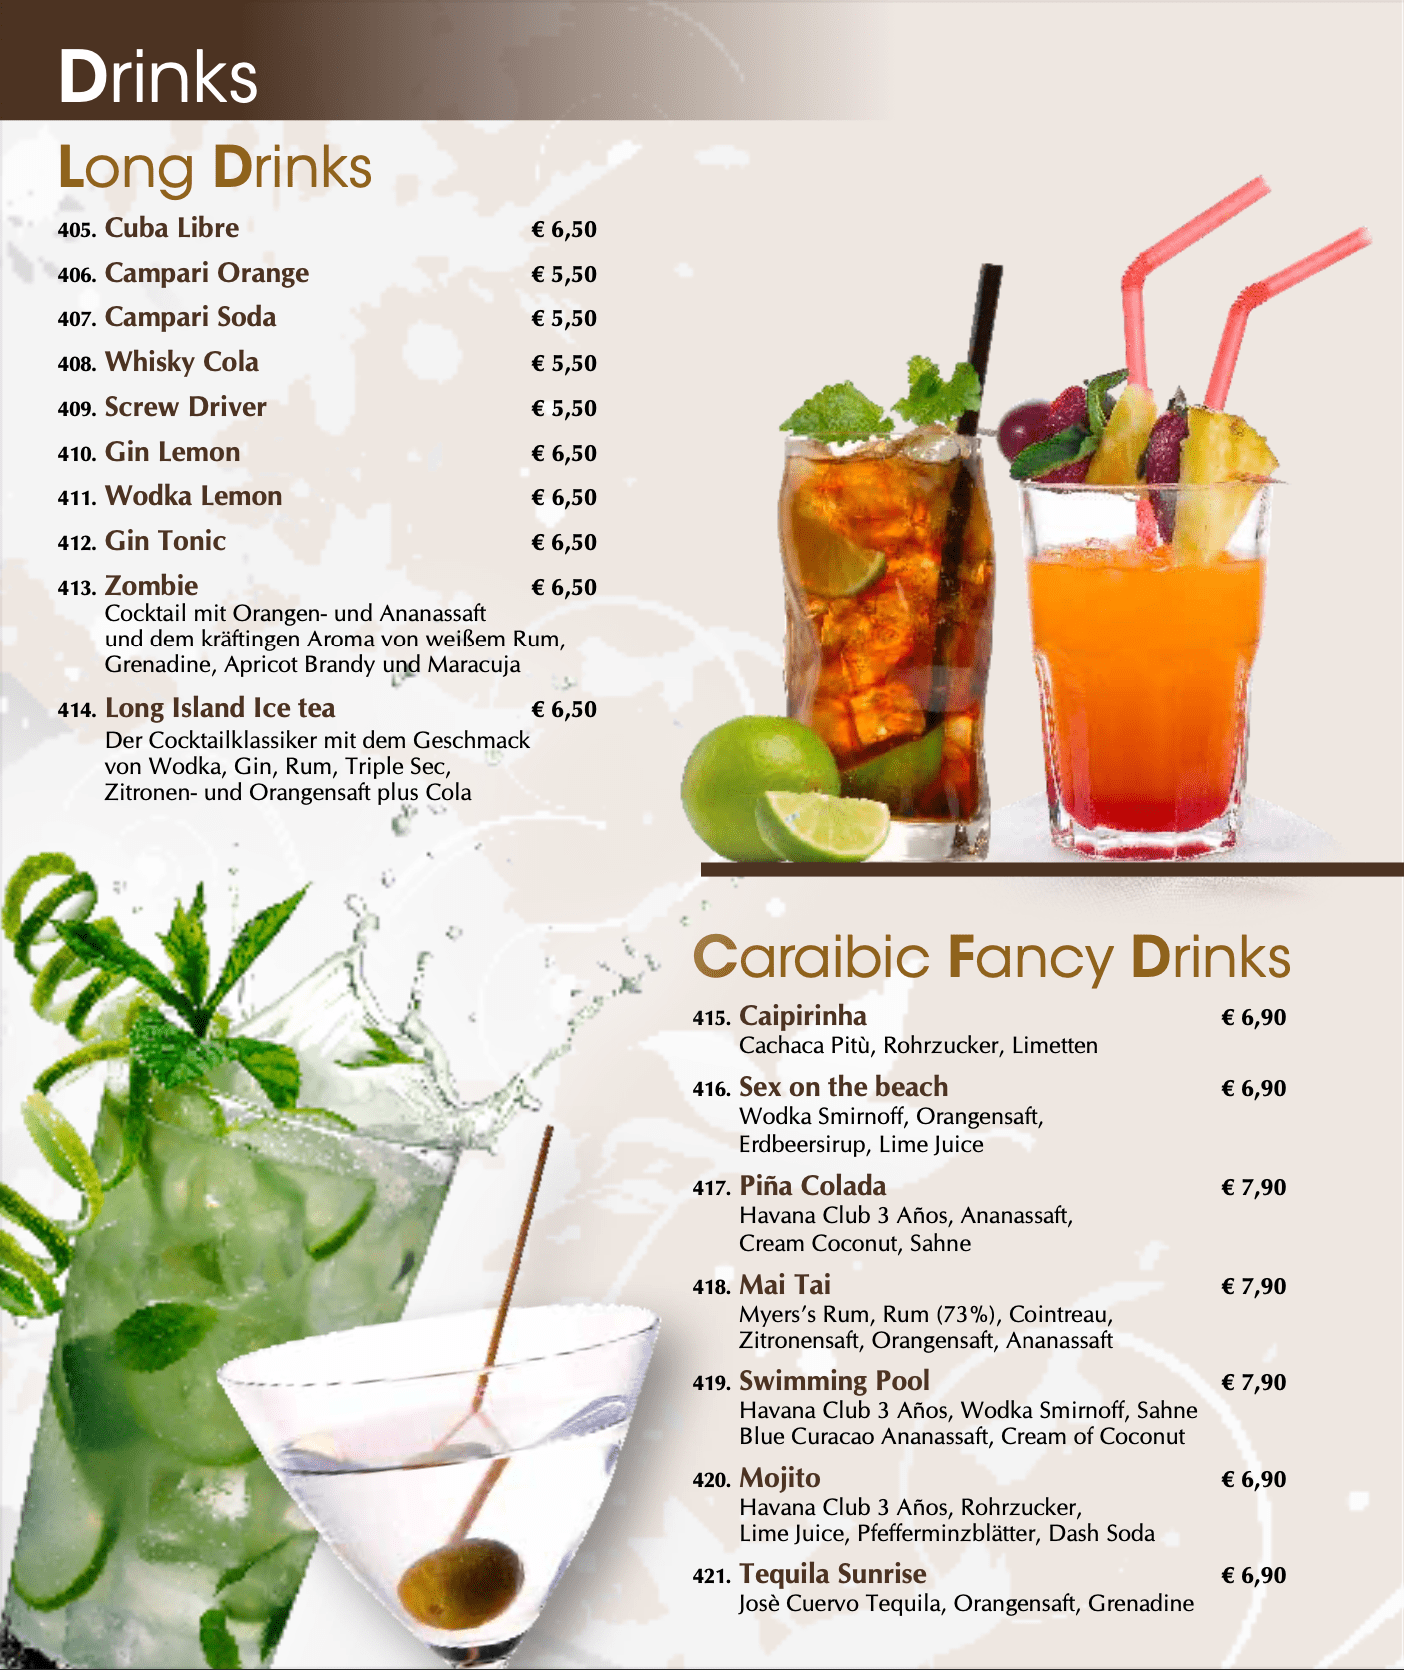 Drinks
Long Drinks
405. Cuba Libre € 6,50
406. Campari Orange € 5,50
407. Campari Soda € 5,50
408. Whisky Cola € 5,50
409. Screw Driver € 5,50
410. Gin Lemon € 6,50
411. Wodka Lemon € 6,50
412. Gin Tonic € 6,50
413. Zombie € 6,50
Cocktail mit Orangen- und Ananassaft
und dem kräftingen Aroma von weißem Rum,
Grenadine, Apricot Brandy und Maracuja
414. Long Island Ice tea € 6,50
Der Cocktailklassiker mit dem Geschmack
von Wodka, Gin, Rum, Triple Sec,
Zitronen- und Orangensaft plus Cola
Caraibic Fancy Drinks
415. Caipirinha € 6,90
Cachaca Pitù, Rohrzucker, Limetten
416. Sex on the beach € 6,90
Wodka Smirnoff, Orangensaft,
Erdbeersirup, Lime Juice
417. Piña Colada € 7,90
Havana Club 3 Años, Ananassaft,
Cream Coconut, Sahne
418. Mai Tai € 7,90
Myers's Rum, Rum (73%), Cointreau,
Zitronensaft, Orangensaft, Ananassaft
419. Swimming Pool € 7,90
Havana Club 3 Años, Wodka Smirnoff, Sahne
Blue Curacao Ananassaft, Cream of Coconut
420. Mojito € 6,90
Havana Club 3 Años, Rohrzucker,
Lime Juice, Pfefferminzblätter, Dash Soda
421. Tequila Sunrise € 6,90
Josè Cuervo Tequila, Orangensaft, Grenadine